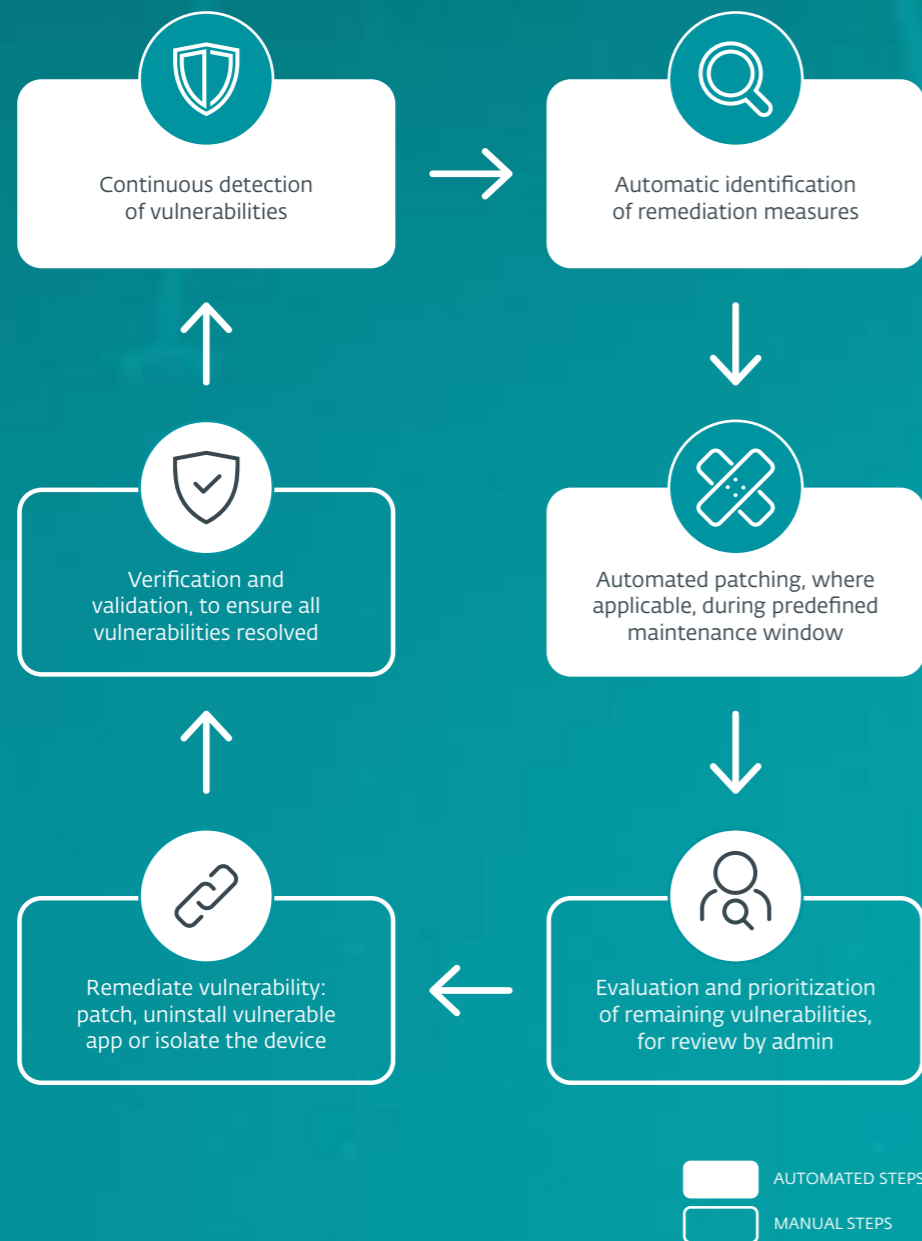 Continuous detection
of vulnerabilities
Automatic identification
of remediation measures
Automated patching, where
applicable, during predefined
maintenance window
Evaluation and prioritization
of remaining vulnerabilities,
for review by admin
Remediate vulnerability:
patch, uninstall vulnerable
app or isolate the device
Verification and
validation, to ensure all
vulnerabilities resolved
AUTOMATED STEPS
MANUAL STEPS